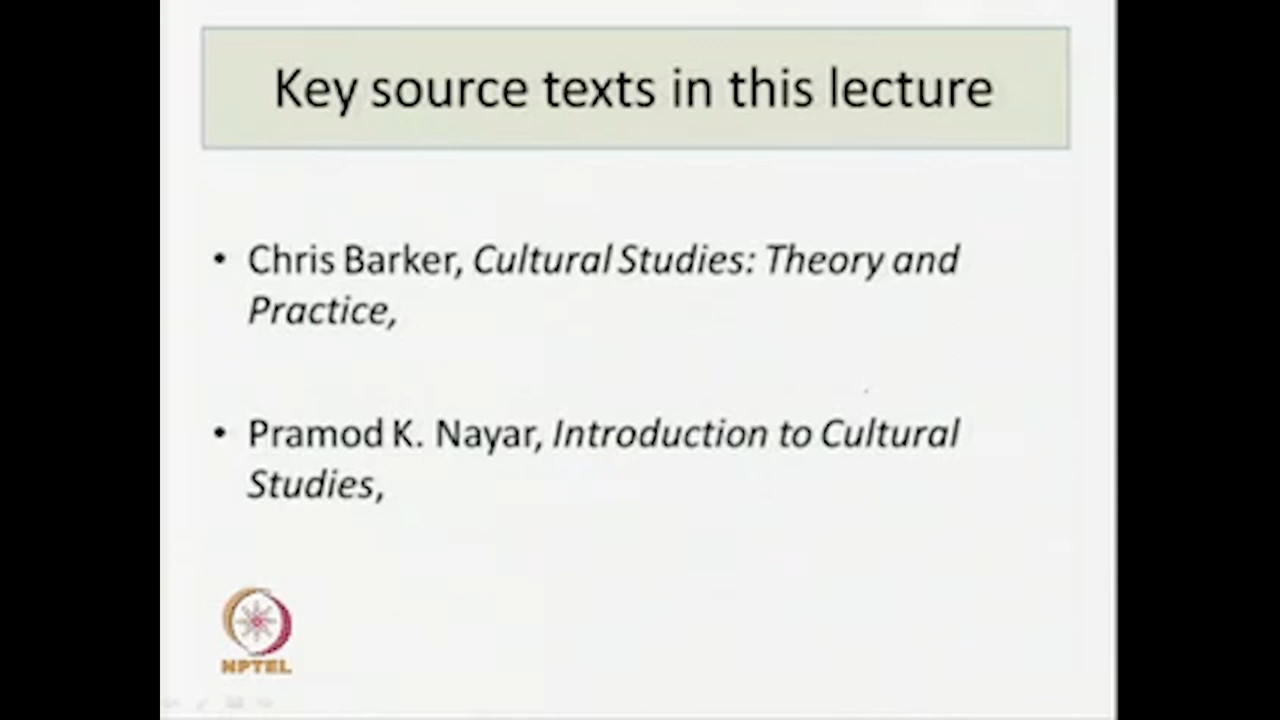 Key source texts in this lecture
• Chris Barker, Cultural Studies: Theory and
Practice,
• Pramod K. Nayar, Introduction to Cultural
Studies,
NPTEL